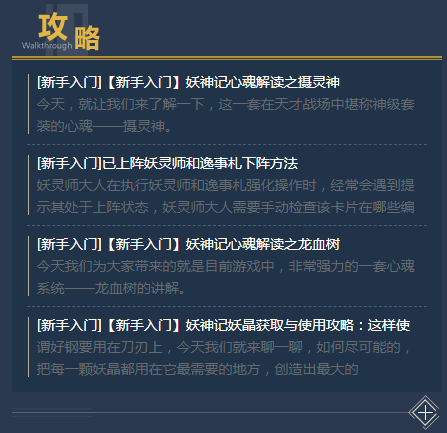 攻略
Walkthrough
[新手入门]【新手入门】妖神记心魂解读之摄灵神
今天，就让我们来了解一下，这一套在天才战场中堪称神级套
装的心魂——摄灵神。
[新手入门]已上阵妖灵师和逸事札下阵方法
妖灵师大人在执行妖灵师和逸事札强化操作时，经常会遇到提
示其处于上阵状态，妖灵师大人需要手动检查该卡片在哪些编
[新手入门]【新手入门】妖神记心魂解读之龙血树
今天我们为大家带来的就是目前游戏中，非常强力的一套心魂
系统——龙血树的讲解。
[新手入门]【新手入门】妖神记妖晶获取与使用攻略：这样使
谓好钢要用在刀刃上，今天我们就来聊一聊，如何尽可能的，
把每一颗妖晶都用在它最需要的地方，创造出最大的